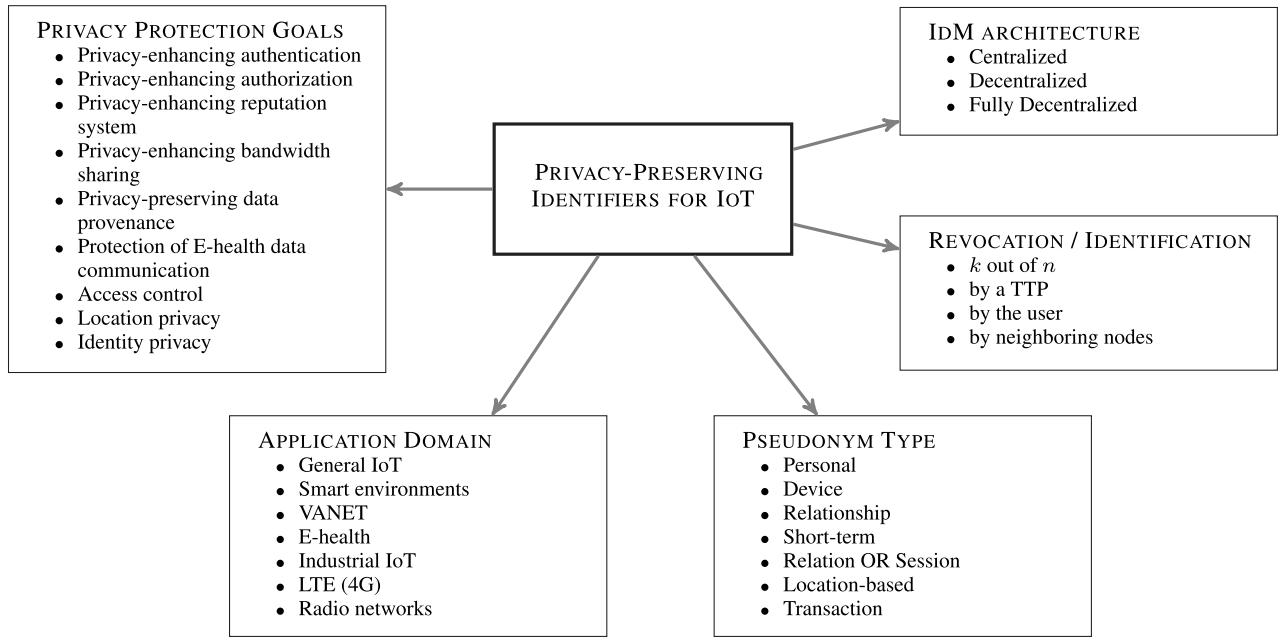 PRIVACY PROTECTION GOALS
• Privacy-enhancing authentication
• Privacy-enhancing authorization
• Privacy-enhancing reputation
system
• Privacy-enhancing bandwidth
sharing
• Privacy-preserving data
provenance
• Protection of E-health data
communication
• Access control
• Location privacy
• Identity privacy
PRIVACY-PRESERVING
IDENTIFIERS FOR IOT
IDM ARCHITECTURE
• Centralized
• Decentralized
• Fully Decentralized
REVOCATION / IDENTIFICATION
• k out of n
• by a TTP
• by the user
• by neighboring nodes
APPLICATION DOMAIN
• General IoT
• Smart environments
• VANET
• E-health
• Industrial IoT
• LTE (4G)
• Radio networks
PSEUDONYM TYPE
• Personal
• Device
• Relationship
• Short-term
• Relation OR Session
• Location-based
• Transaction